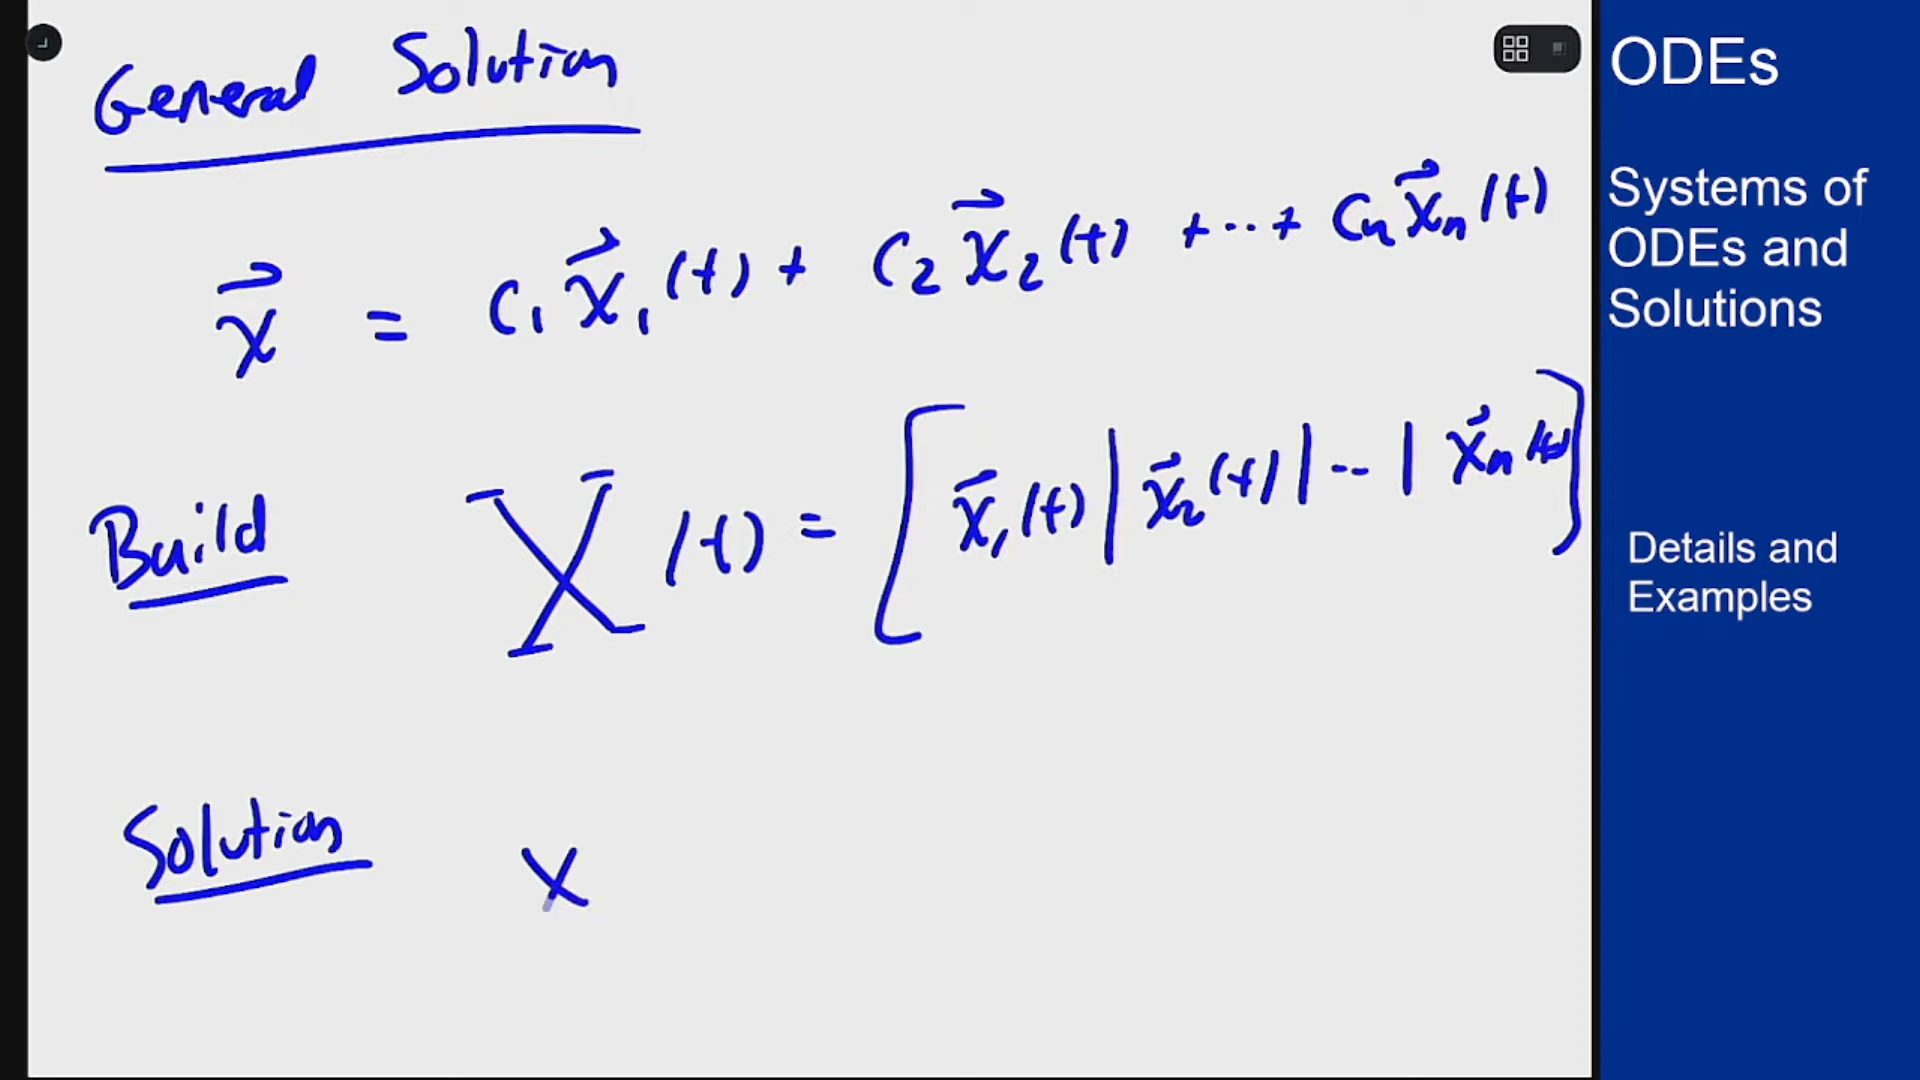 General Solution
x⃗ = c₁x⃗₁(t) + c₂x⃗₂(t) + ··· + cₙx⃗ₙ(t)
Build X(t) = [x⃗₁(t) | x⃗₂(t) | -- | x⃗ₙ(t)]
Solution X
ODEs
Systems of
ODEs and
Solutions
Details and
Examples